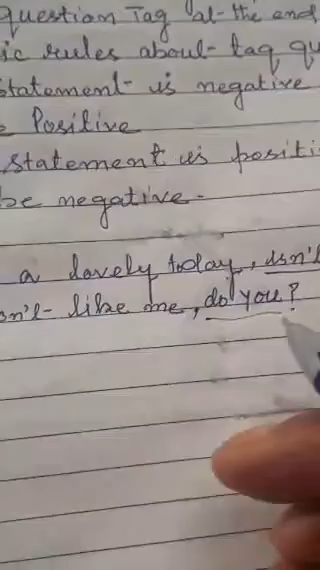 question Tag at the end
ic rules about tag qu
statement is negative
e Positive
statement is positi
be negative.
a lovely today, isn't
on't like me, do you?